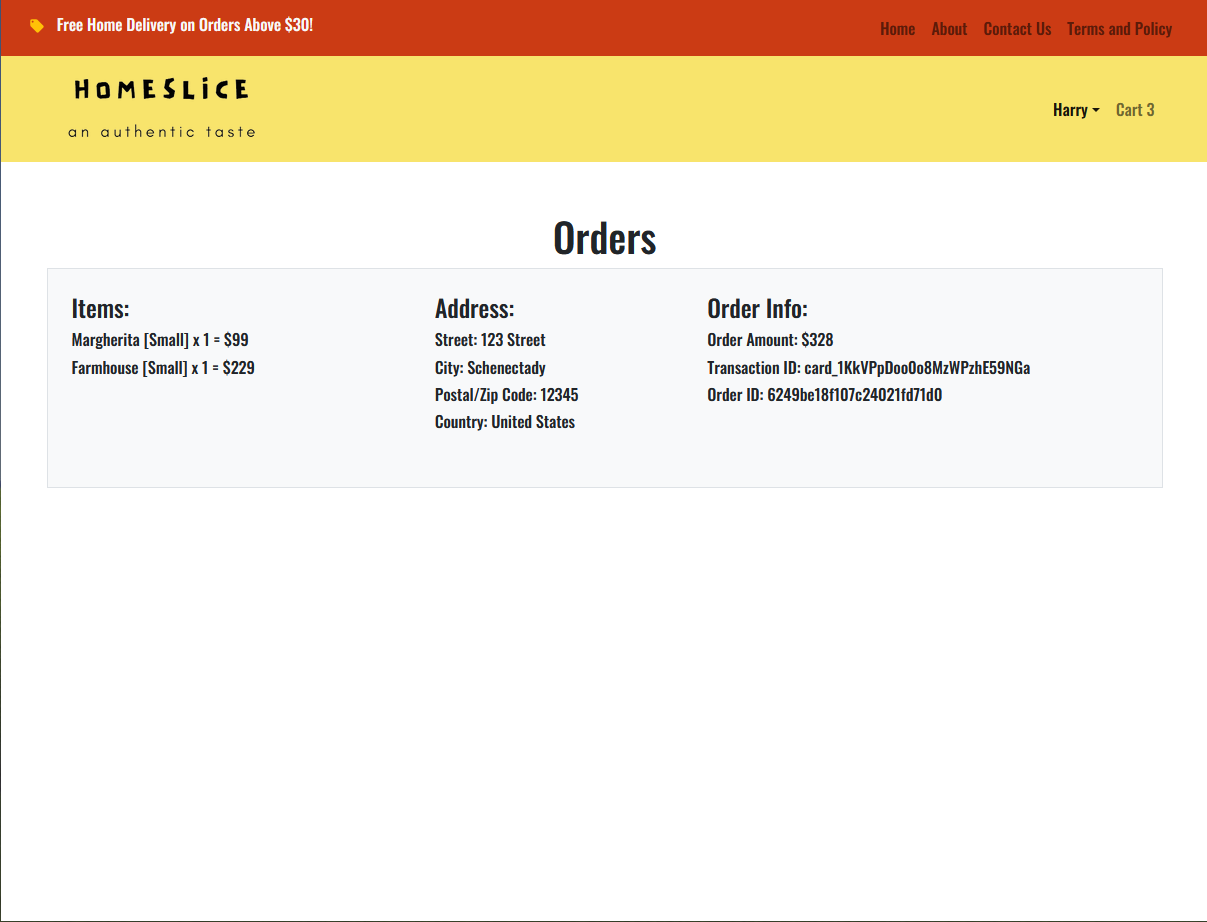 Free Home Delivery on Orders Above $30!
Home About Contact Us Terms and Policy
HOMESLiCE
an authentic taste
Harry Cart 3
Orders
Items:
Margherita [Small] x 1 = $99
Farmhouse [Small] x 1 = $229
Address:
Street: 123 Street
City: Schenectady
Postal/Zip Code: 12345
Country: United States
Order Info:
Order Amount: $328
Transaction ID: card_1KkVPpDooOo8MzWPzhE59NGa
Order ID: 6249be18f107c24021fd71d0